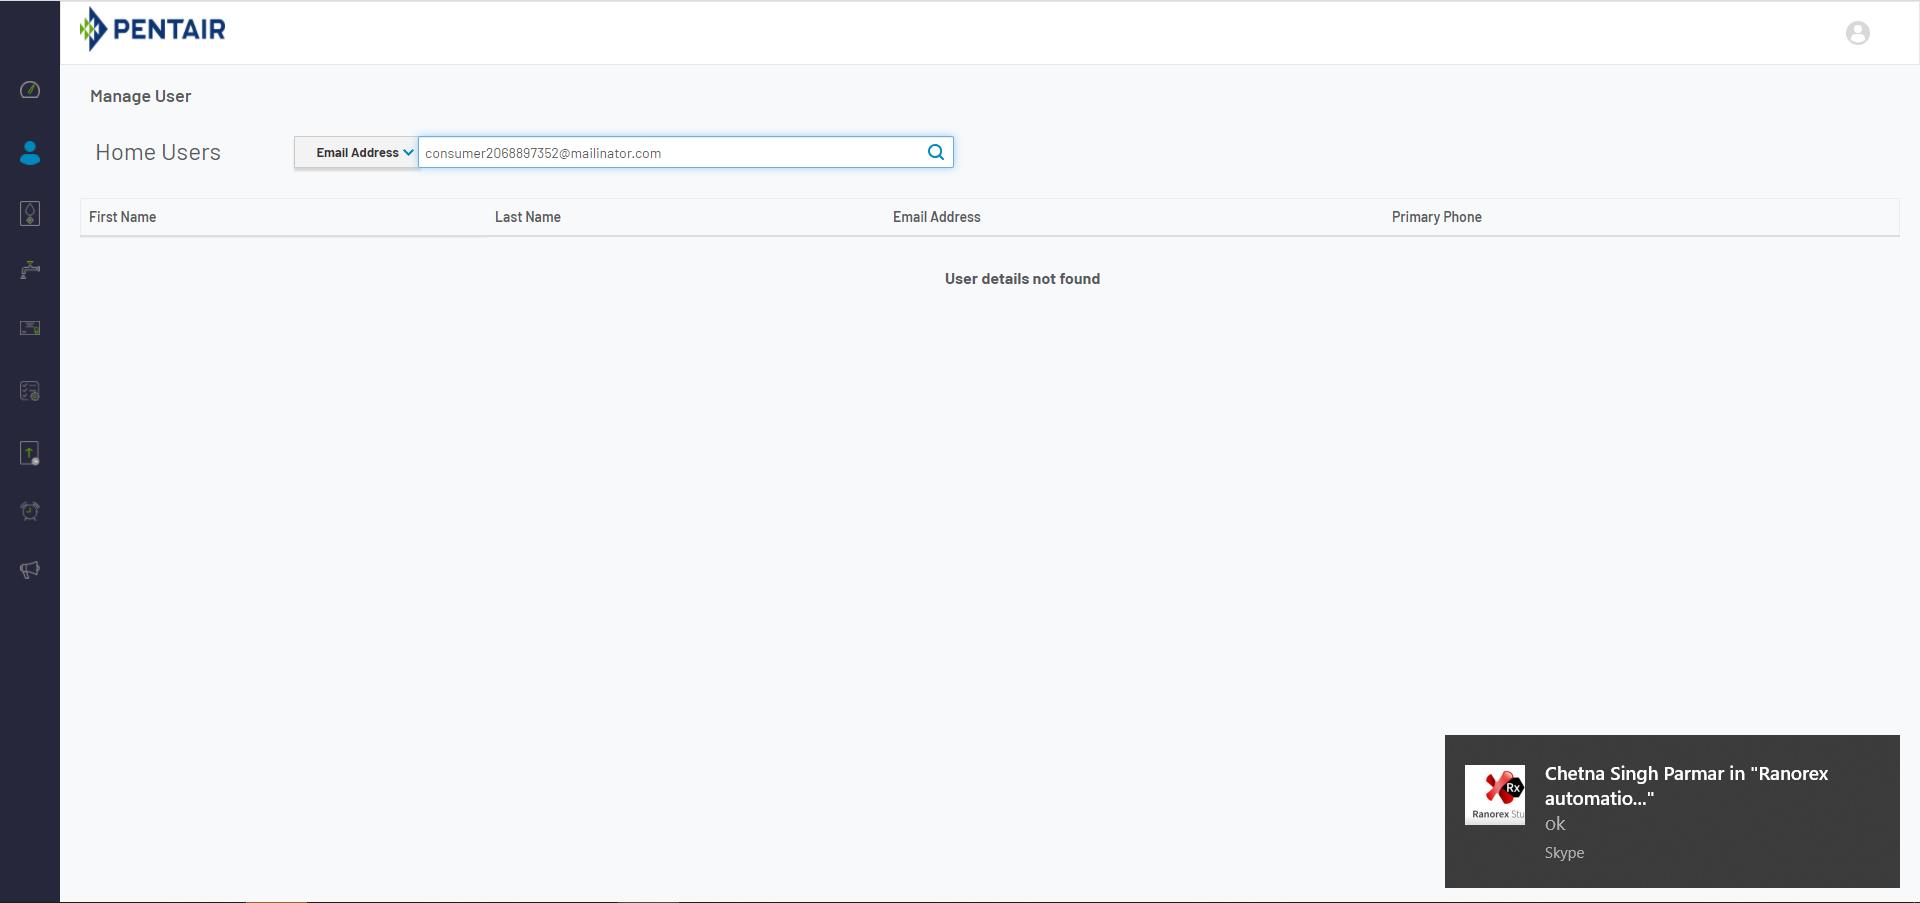 PENTAIR
Manage User
Home Users
Email Address
consumer2068897352@mailinator.com
First Name
Last Name
Email Address
Primary Phone
User details not found
Rx
Ranorex Stu
Chetna Singh Parmar in "Ranorex
automatio..."
ok
Skype